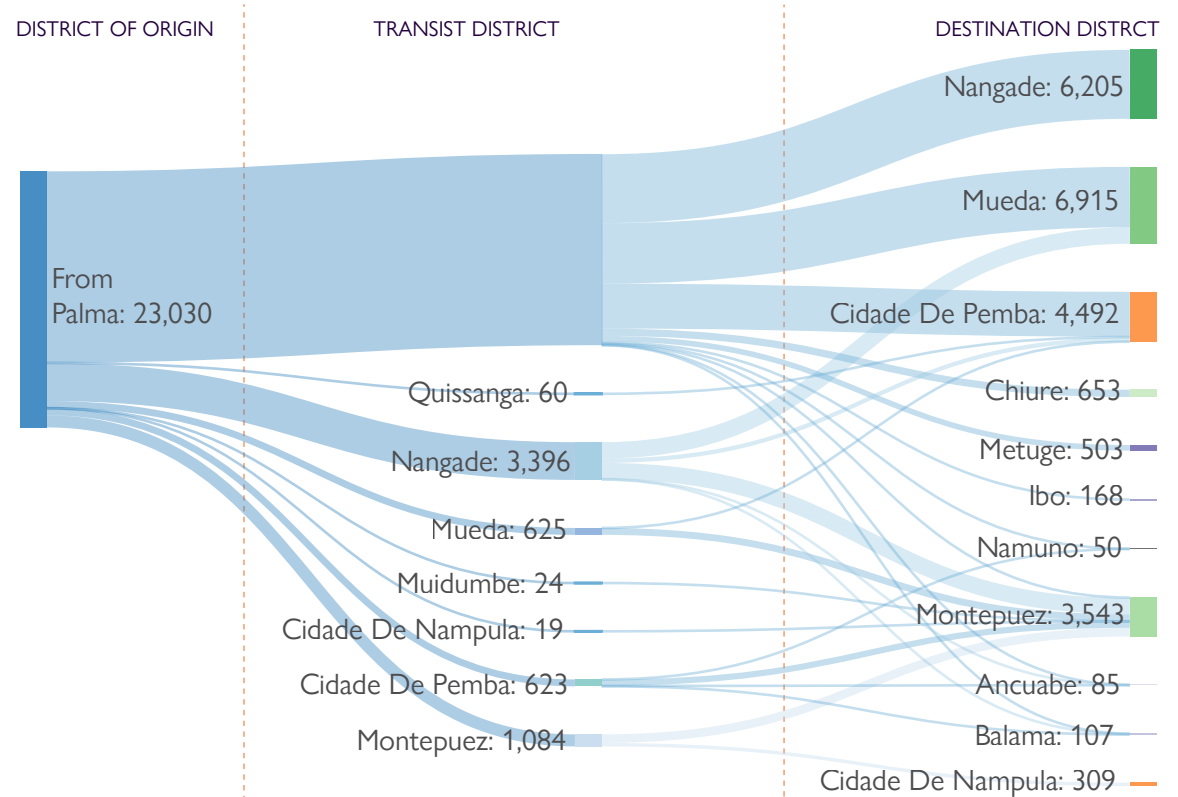 DISTRICT OF ORIGIN
TRANSIST DISTRICT
DESTINATION DISTRCT
From
Palma: 23,030
Quissanga: 60
Nangade: 3,396
Mueda: 625
Muidumbe: 24
Cidade De Nampula: 19
Cidade De Pemba: 623
Montepuez: 1,084
Nangade: 6,205
Mueda: 6,915
Cidade De Pemba: 4,492
Chiure: 653
Metuge: 503
Ibo: 168
Namuno: 50
Montepuez: 3,543
Ancuabe: 85
Balama: 107
Cidade De Nampula: 309